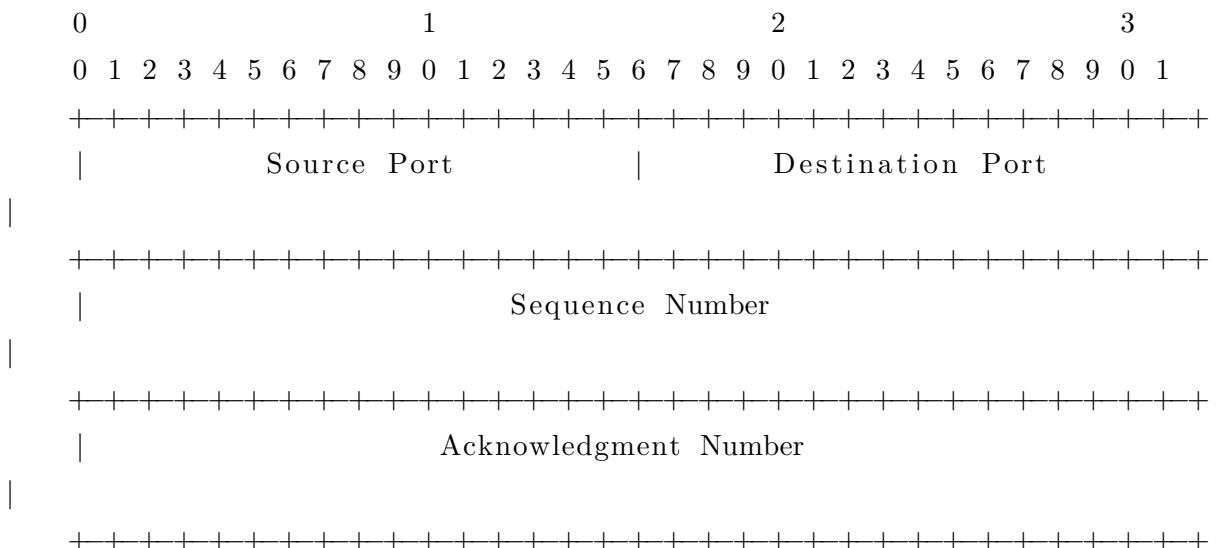 0 1 2 3
0 1 2 3 4 5 6 7 8 9 0 1 2 3 4 5 6 7 8 9 0 1 2 3 4 5 6 7 8 9 0 1
+-+-+-+-+-+-+-+-+-+-+-+-+-+-+-+-+-+-+-+-+-+-+-+-+-+-+-+-+-+-+-+-+
| Source Port | Destination Port
|
+-+-+-+-+-+-+-+-+-+-+-+-+-+-+-+-+-+-+-+-+-+-+-+-+-+-+-+-+-+-+-+-+
| Sequence Number
|
+-+-+-+-+-+-+-+-+-+-+-+-+-+-+-+-+-+-+-+-+-+-+-+-+-+-+-+-+-+-+-+-+
| Acknowledgment Number
|
+-+-+-+-+-+-+-+-+-+-+-+-+-+-+-+-+-+-+-+-+-+-+-+-+-+-+-+-+-+-+-+-+